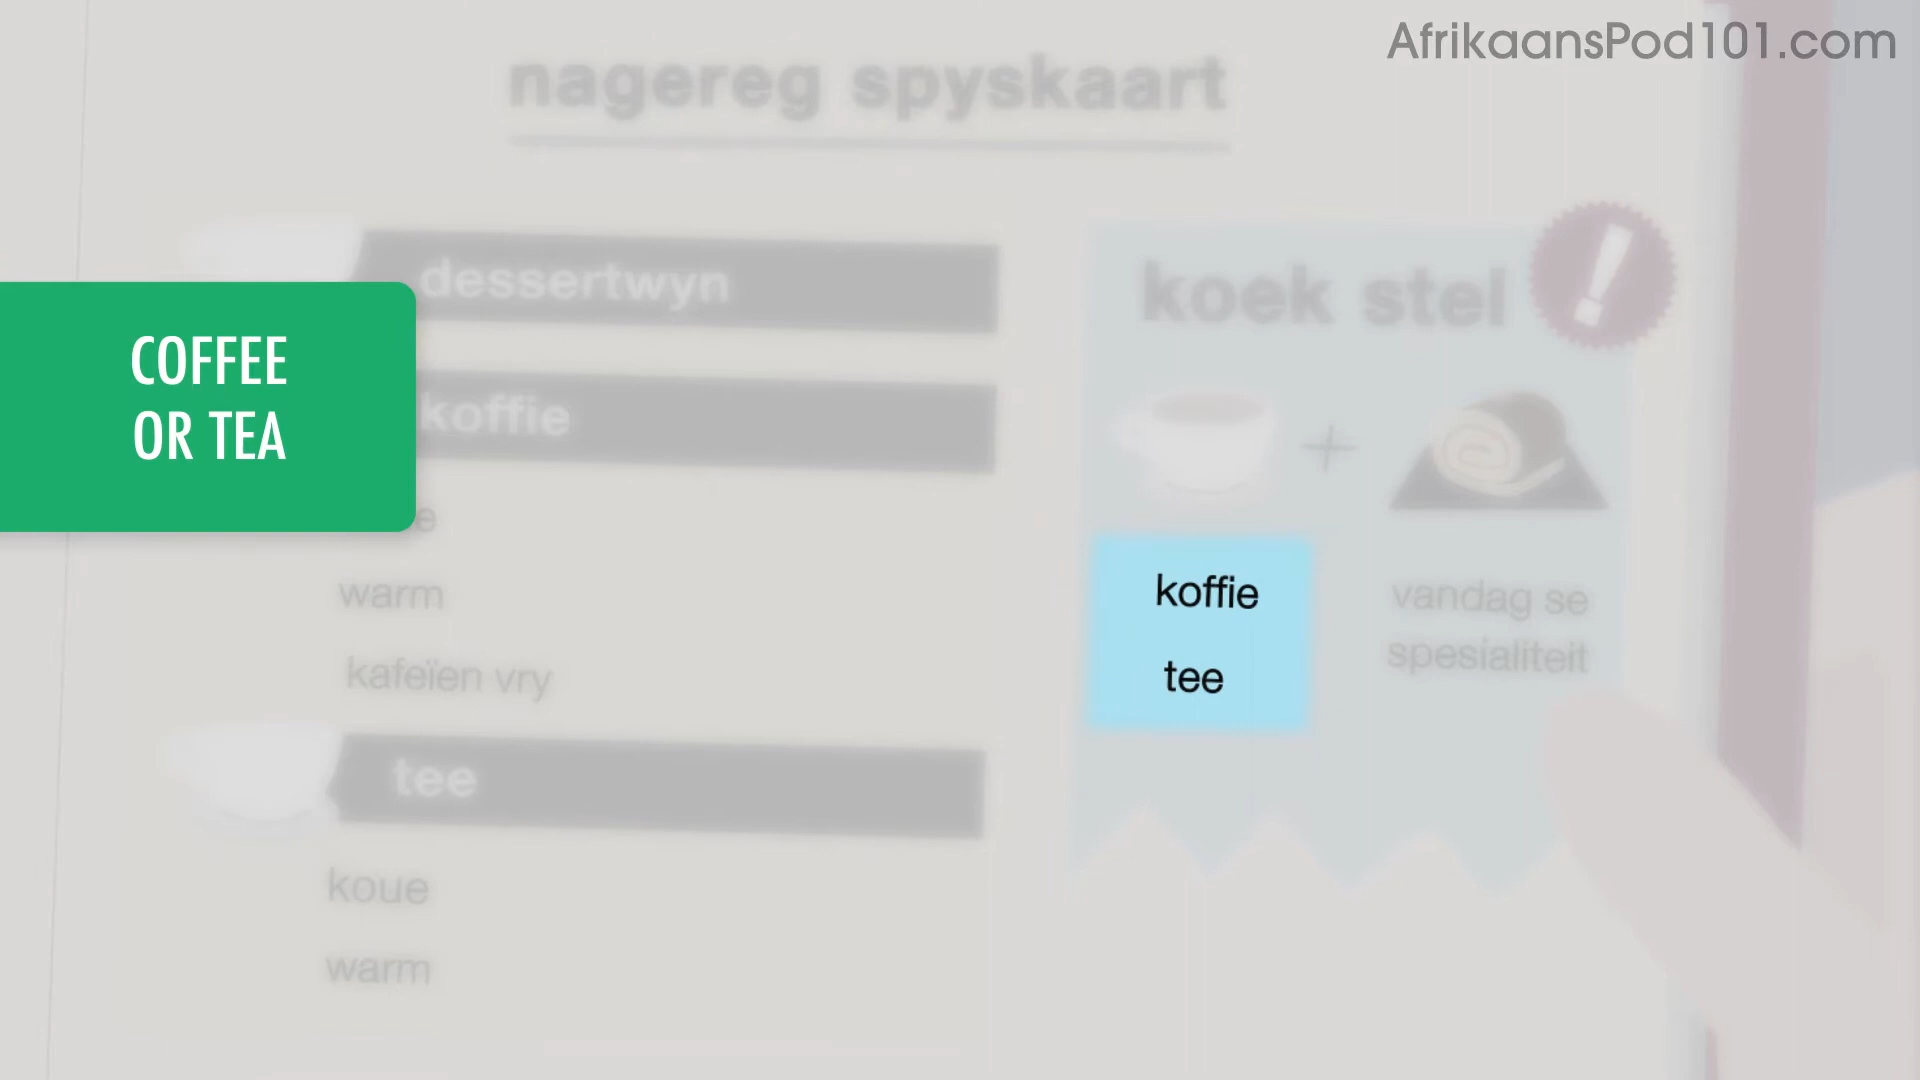 AfrikaansPod101.com
nagereg spyskaart
dessertwyn
koffie
warm
kafeïen vry
tee
koue
warm
COFFEE
OR TEA
koek stel
!
+
koffie
tee
vandag se
spesialiteit